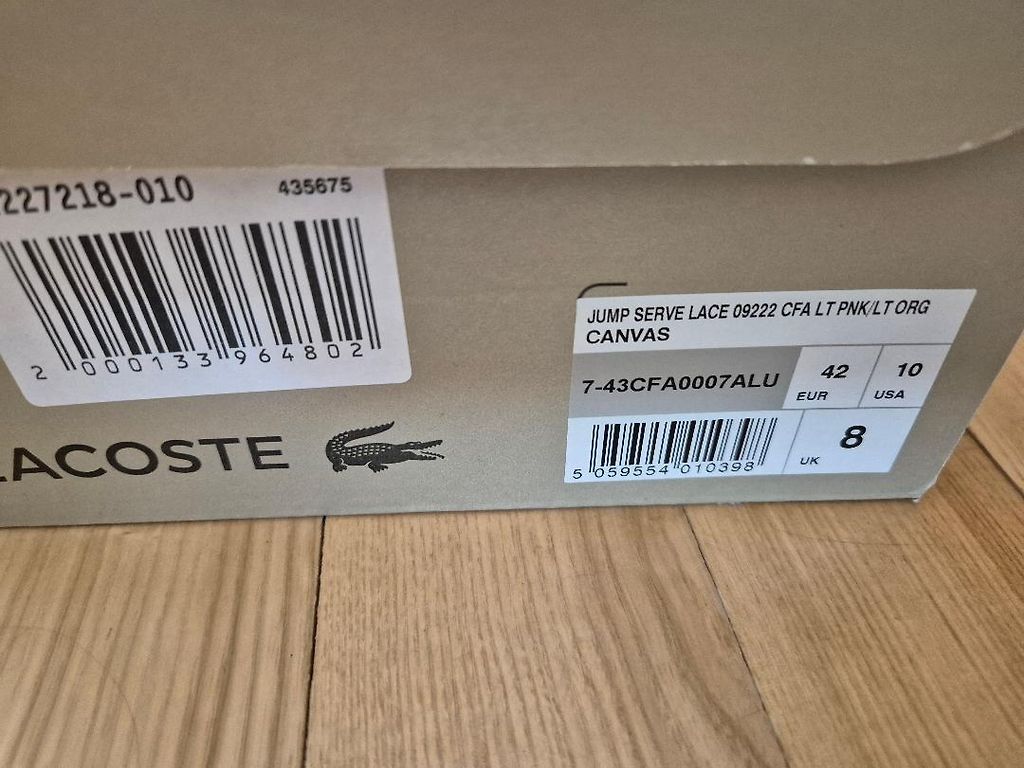 227218-010 435675
2 000133 964802
LACOSTE
JUMP SERVE LACE 09222 CFA LT PNK/LT ORG
CANVAS
7-43CFA0007ALU
42
EUR
10
USA
5 059554 010398
UK
8